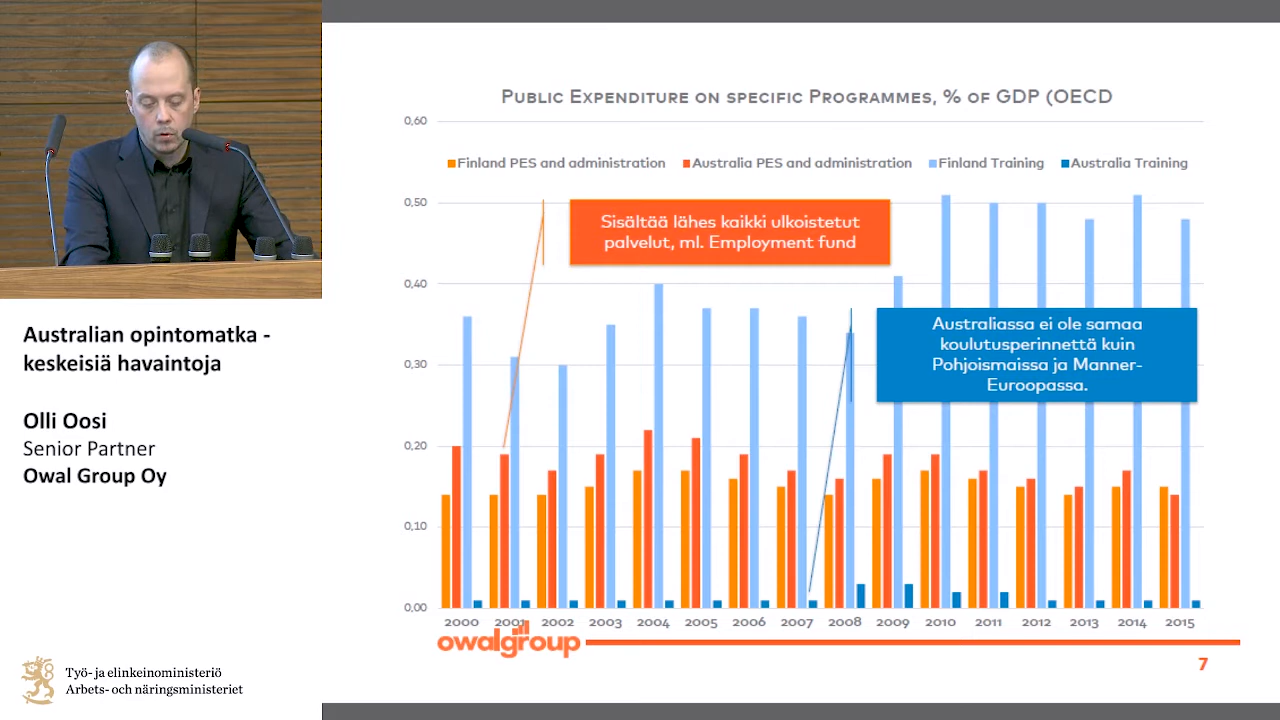 Public Expenditure on specific Programmes, % of GDP (OECD
0,60
Finland PES and administration Australia PES and administration Finland Training Australia Training
0,50
Sisältää lähes kaikki ulkoistetut
palvelut, ml. Employment fund
0,40
Australiassa ei ole samaa
koulutusperinnettä kuin
Pohjoismaissa ja Manner-
Euroopassa.
0,30
0,20
0,10
0,00
2000 2001 2002 2003 2004 2005 2006 2007 2008 2009 2010 2011 2012 2013 2014 2015
owalgroup
7
Australian opintomatka -
keskeisiä havaintoja
Olli Oosi
Senior Partner
Owal Group Oy
Työ- ja elinkeinoministeriö
Arbets- och näringsministeriet